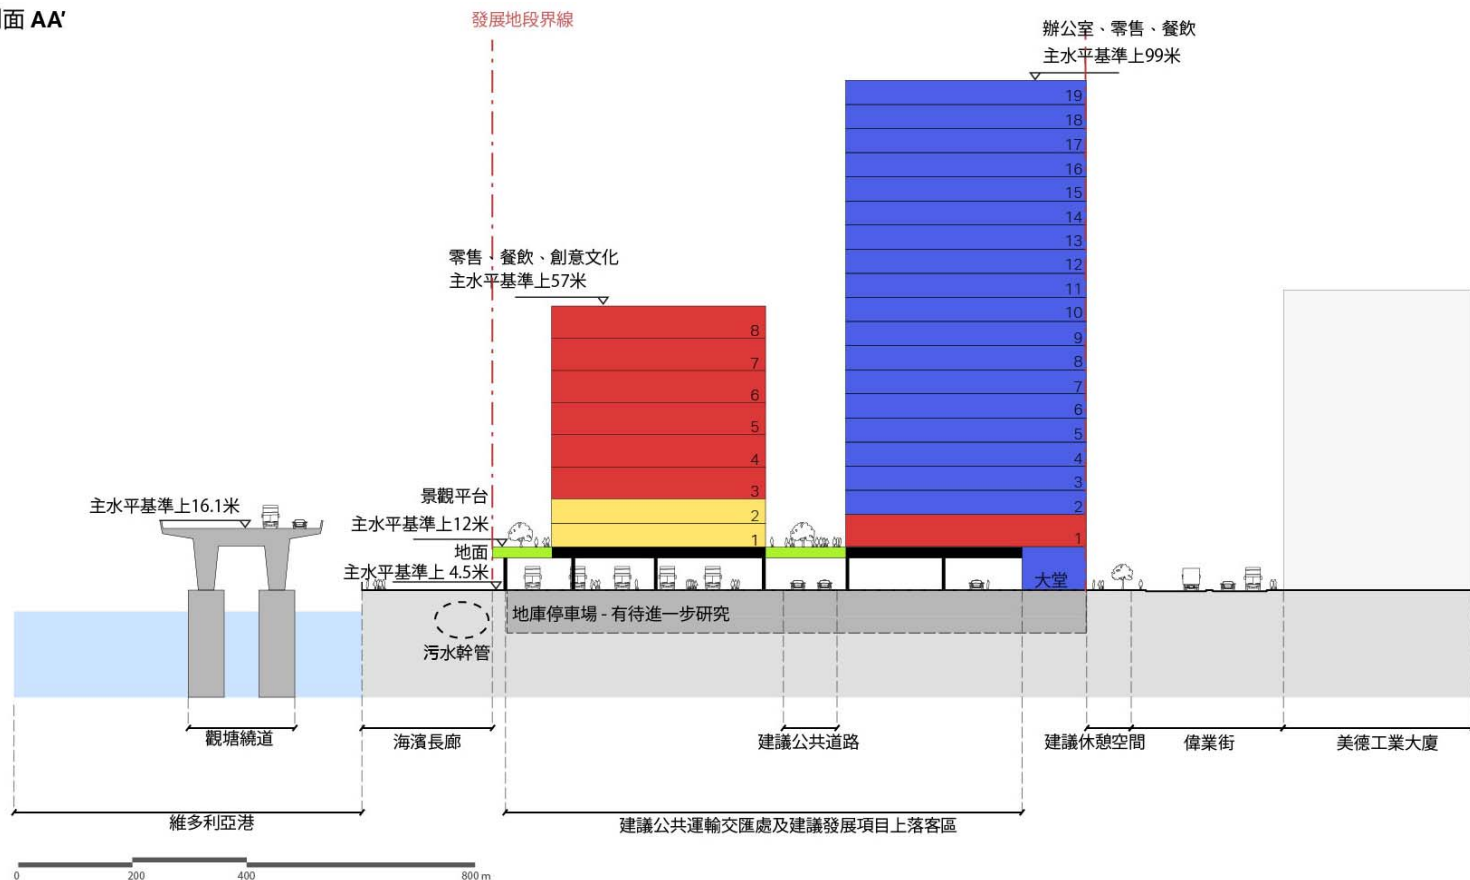 面 AA'
發展地段界線
辦公室、零售、餐飲
主水平基準上99米
19
18
17
16
15
14
13
12
11
10
9
8
7
6
5
4
3
2
1
大堂
零售、餐飲、創意文化
主水平基準上57米
8
7
6
5
4
3
2
1
景觀平台
主水平基準上12米
地面
主水平基準上 4.5米
主水平基準上16.1米
地庫停車場 - 有待進一步研究
污水幹管
觀塘繞道
海濱長廊
建議公共道路
建議休憩空間
偉業街
美德工業大廈
維多利亞港
建議公共運輸交匯處及建議發展項目上落客區
0
200
400
800 m